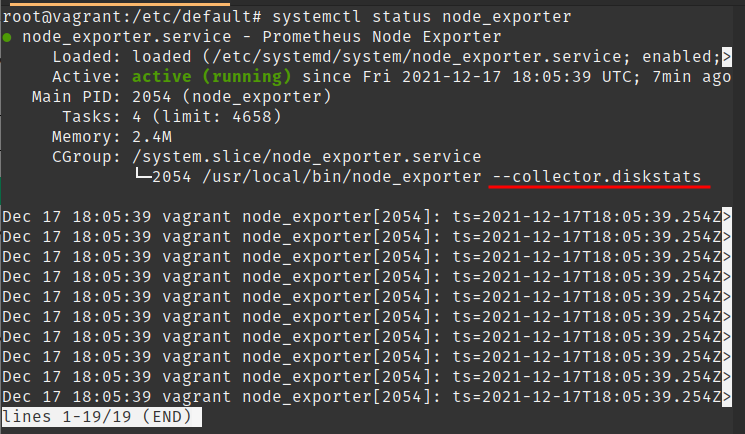 root@vagrant:/etc/default# systemctl status node_exporter
● node_exporter.service - Prometheus Node Exporter
     Loaded: loaded (/etc/systemd/system/node_exporter.service; enabled;>
     Active: active (running) since Fri 2021-12-17 18:05:39 UTC; 7min ago
   Main PID: 2054 (node_exporter)
      Tasks: 4 (limit: 4658)
     Memory: 2.4M
     CGroup: /system.slice/node_exporter.service
             └─2054 /usr/local/bin/node_exporter --collector.diskstats

Dec 17 18:05:39 vagrant node_exporter[2054]: ts=2021-12-17T18:05:39.254Z>
Dec 17 18:05:39 vagrant node_exporter[2054]: ts=2021-12-17T18:05:39.254Z>
Dec 17 18:05:39 vagrant node_exporter[2054]: ts=2021-12-17T18:05:39.254Z>
Dec 17 18:05:39 vagrant node_exporter[2054]: ts=2021-12-17T18:05:39.254Z>
Dec 17 18:05:39 vagrant node_exporter[2054]: ts=2021-12-17T18:05:39.254Z>
Dec 17 18:05:39 vagrant node_exporter[2054]: ts=2021-12-17T18:05:39.254Z>
Dec 17 18:05:39 vagrant node_exporter[2054]: ts=2021-12-17T18:05:39.254Z>
Dec 17 18:05:39 vagrant node_exporter[2054]: ts=2021-12-17T18:05:39.254Z>
Dec 17 18:05:39 vagrant node_exporter[2054]: ts=2021-12-17T18:05:39.254Z>
Dec 17 18:05:39 vagrant node_exporter[2054]: ts=2021-12-17T18:05:39.254Z>
lines 1-19/19 (END)